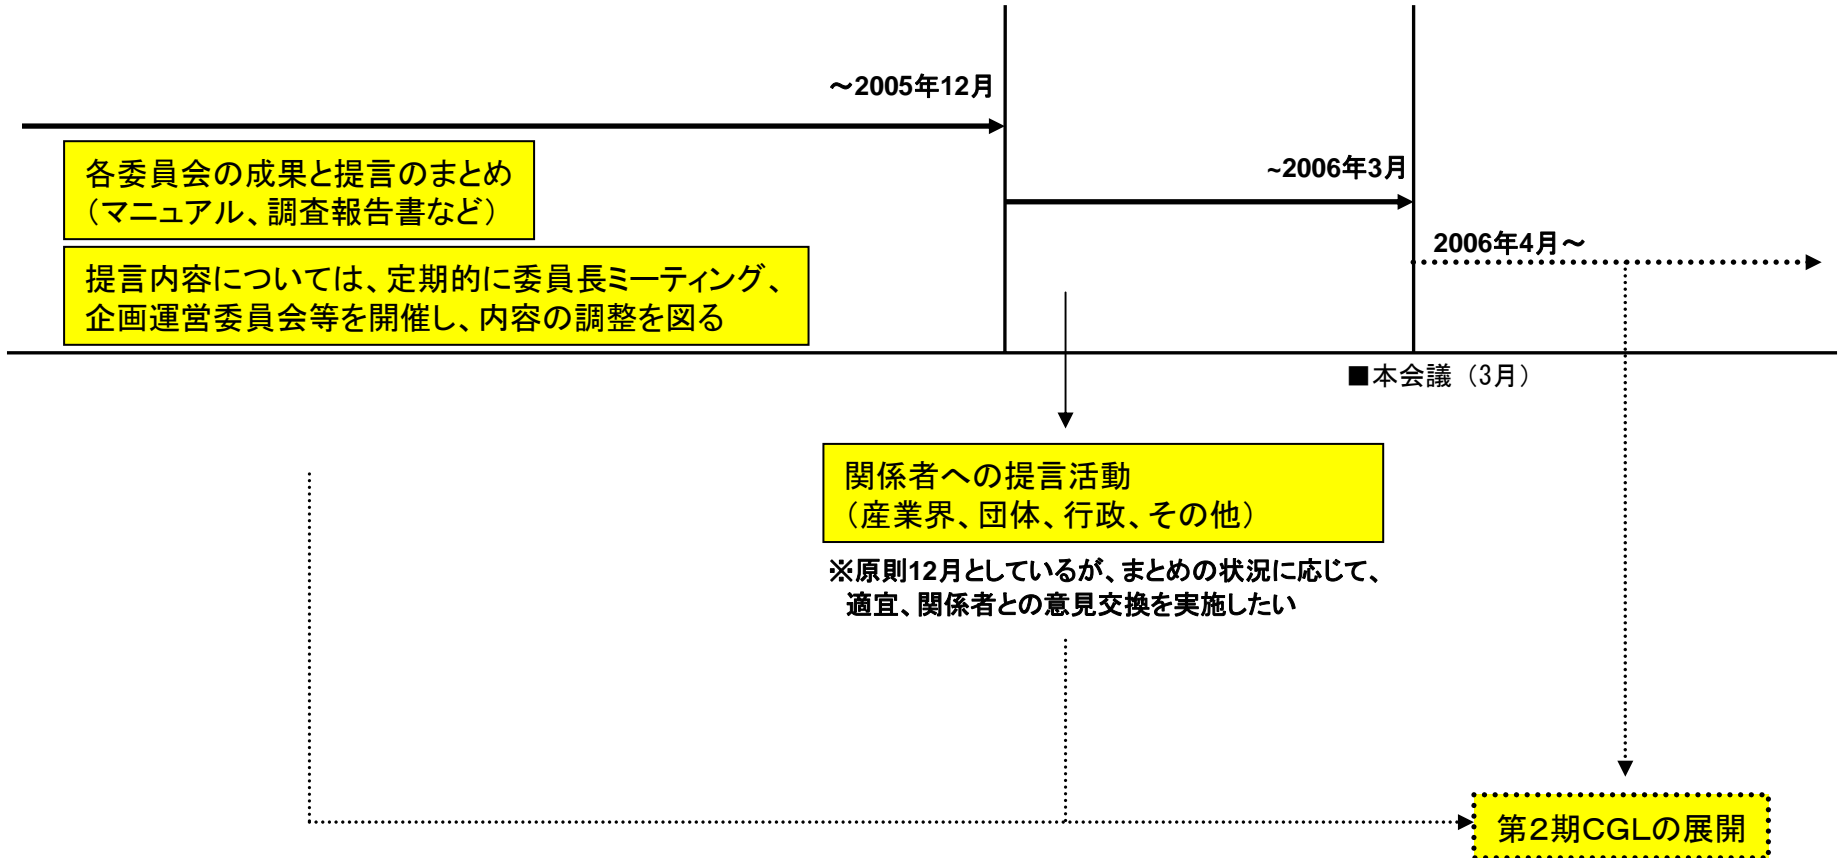 ~2005年12月
各委員会の成果と提言のまとめ
(マニュアル、調査報告書など)
~2006年3月
2006年4月~
提言内容については、定期的に委員長ミーティング、
企画運営委員会等を開催し、内容の調整を図る
■本会議（3月）
関係者への提言活動
（産業界、団体、行政、その他）
※原則12月としているが、まとめの状況に応じて、
適宜、関係者との意見交換を実施したい
第2期CGLの展開